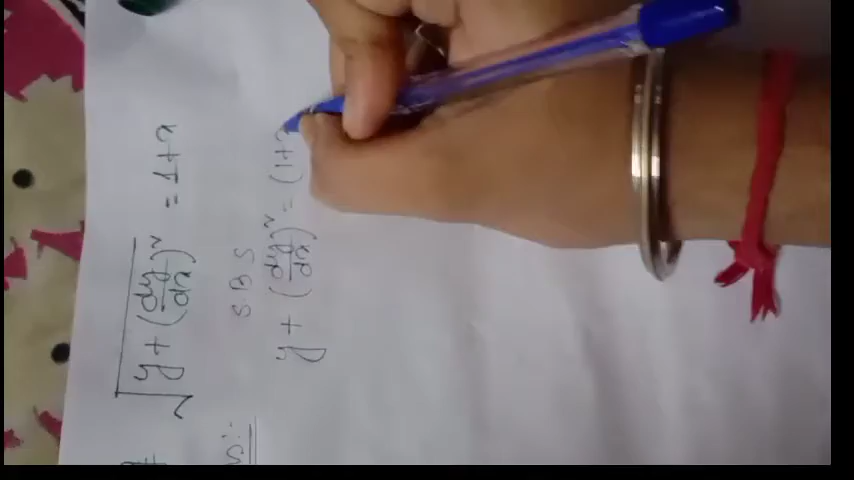 √(y + (dy/dx)² = 1 + x
SBS
y + (dy/dx)² = (1 +